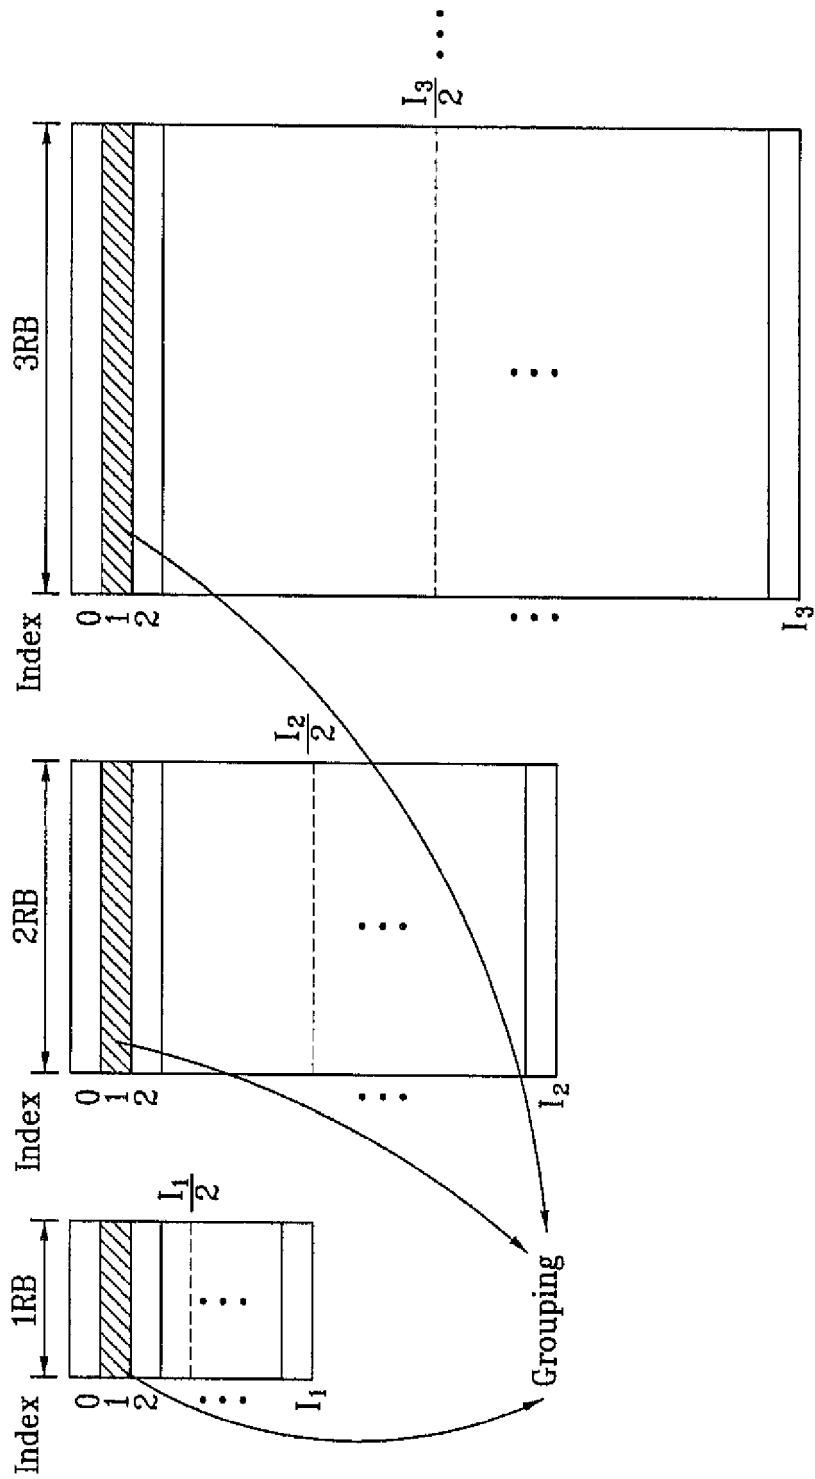 1RB
Index
0
1
2
I₁/2
I₁
2RB
Index
0
1
2
I₂/2
I₂
3RB
Index
0
1
2
I₃/2
I₃
Grouping